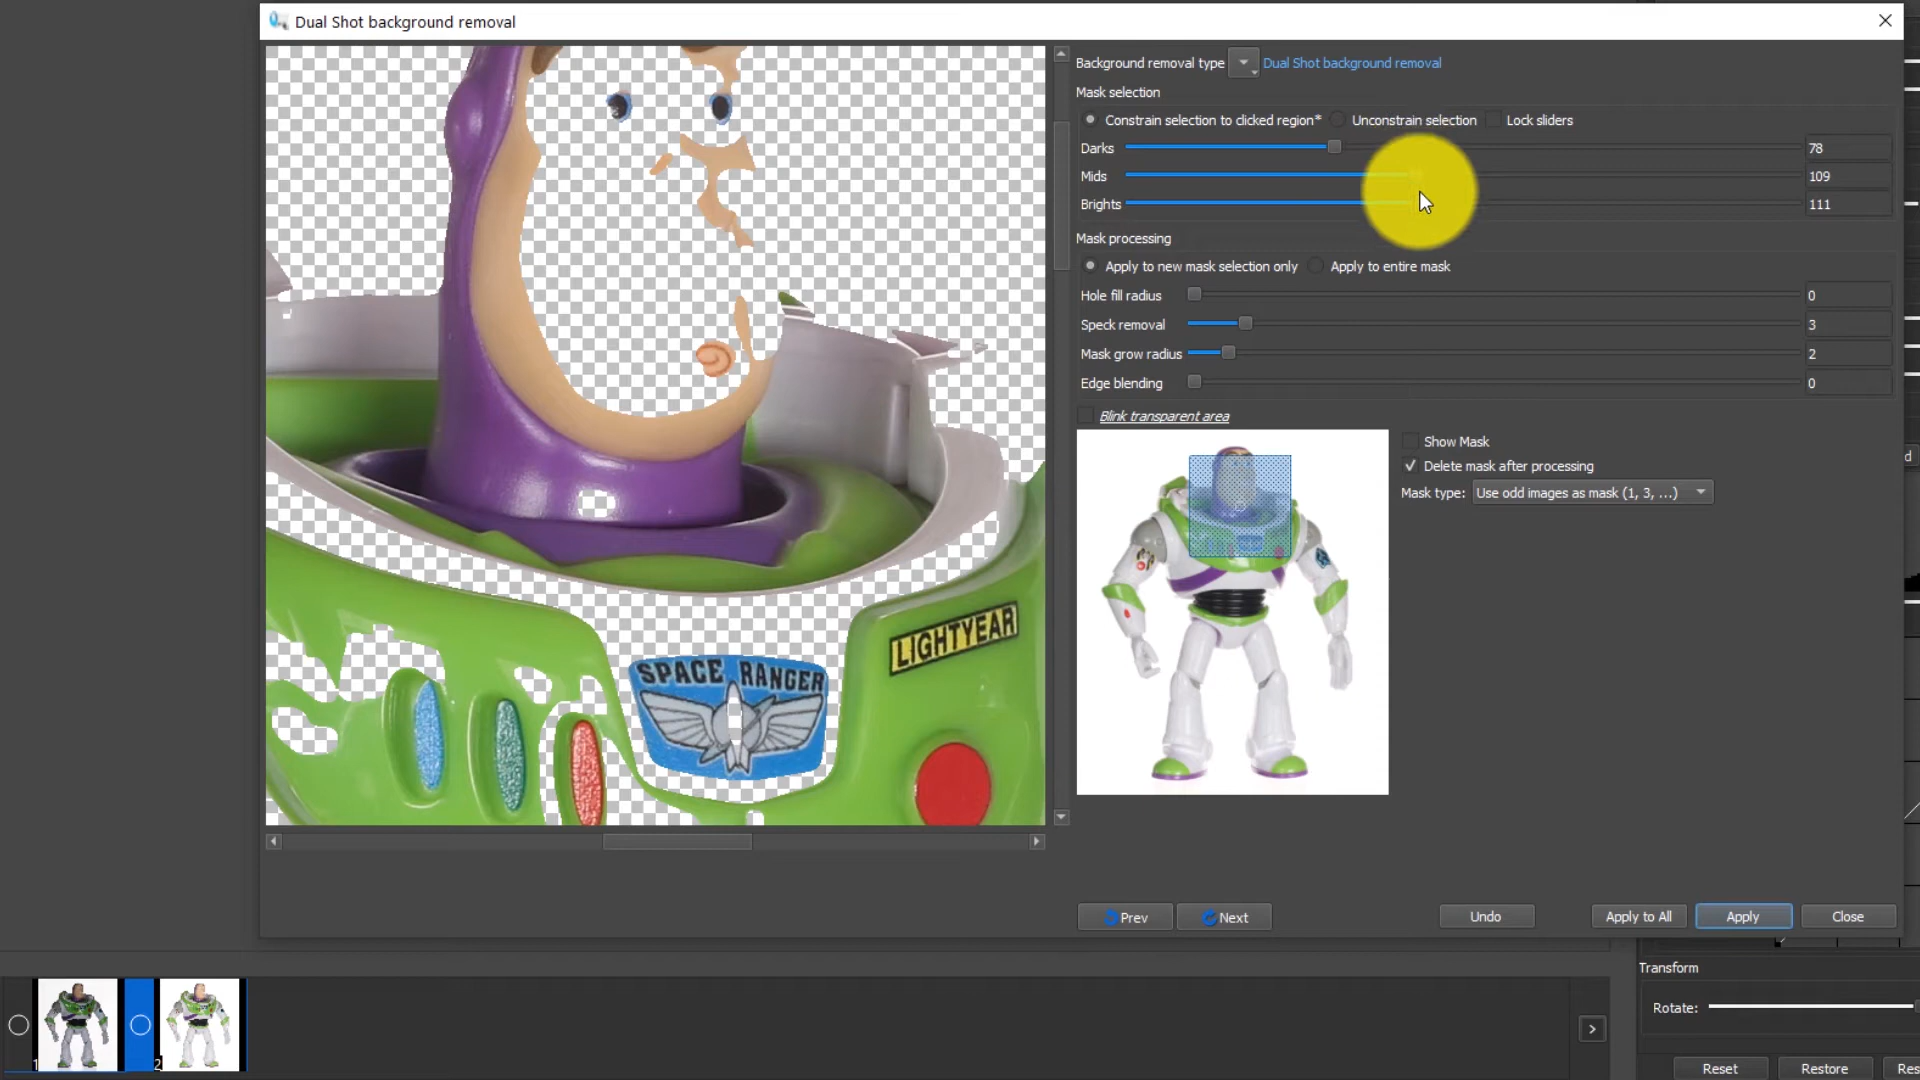 Dual Shot background removal
Background removal type Dual Shot background removal
Mask selection
Constrain selection to clicked region* Unconstrain selection Lock sliders
Darks 78
Mids 109
Brights 111
Mask processing
Apply to new mask selection only Apply to entire mask
Hole fill radius 0
Speck removal 3
Mask grow radius 2
Edge blending 0
Blink transparent area
Show Mask
Delete mask after processing
Mask type: Use odd images as mask (1, 3, ...)
LIGHTYEAR
SPACE RANGER
Prev Next Undo Apply to All Apply Close
Transform
Rotate:
1 2
Reset Restore Res
d